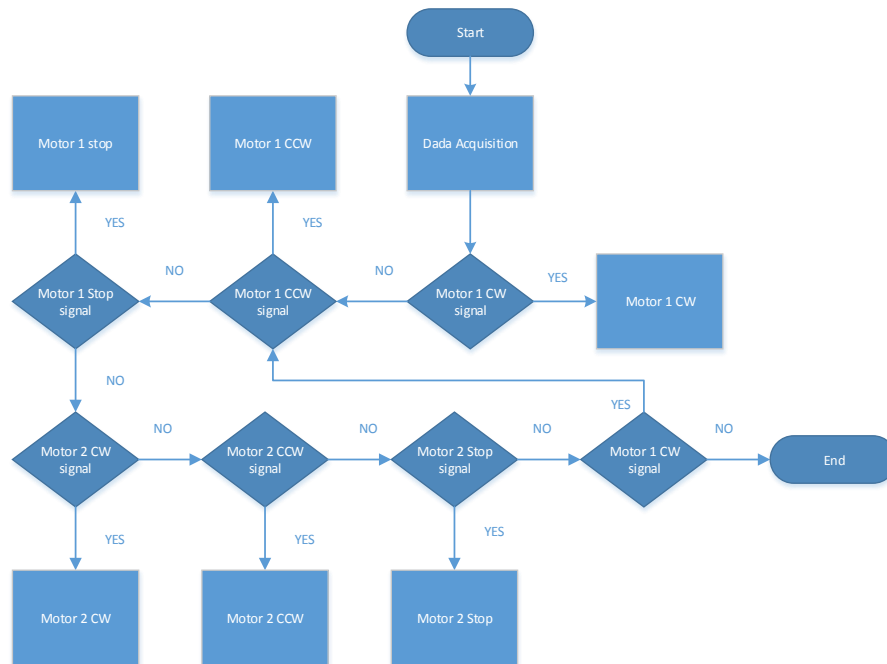 Start
Motor 1 stop
Motor 1 CCW
Dada Acquisition
YES
YES
NO
NO
YES
Motor 1 Stop
signal
Motor 1 CCW
signal
Motor 1 CW
signal
Motor 1 CW
NO
YES
NO
NO
NO
NO
Motor 2 CW
signal
Motor 2 CCW
signal
Motor 2 Stop
signal
Motor 1 CW
signal
End
YES
YES
YES
Motor 2 CW
Motor 2 CCW
Motor 2 Stop